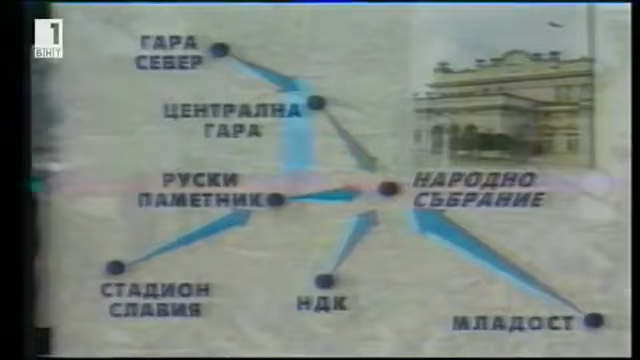 1
БНТ
ГАРА
СЕВЕР
ЦЕНТРАЛНА
ГАРА
РУСКИ
ПАМЕТНИК
НАРОДНО
СЪБРАНИЕ
СТАДИОН
СЛАВИЯ
НДК
МЛАДОСТ